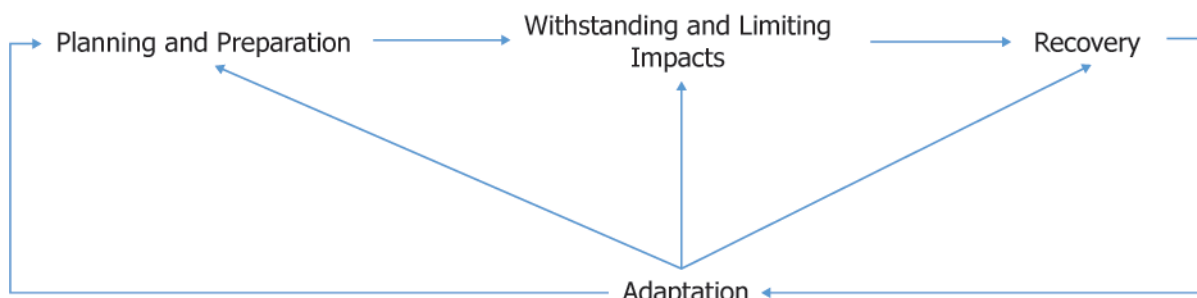 Planning and Preparation
Withstanding and Limiting
Impacts
Recovery
Adaptation